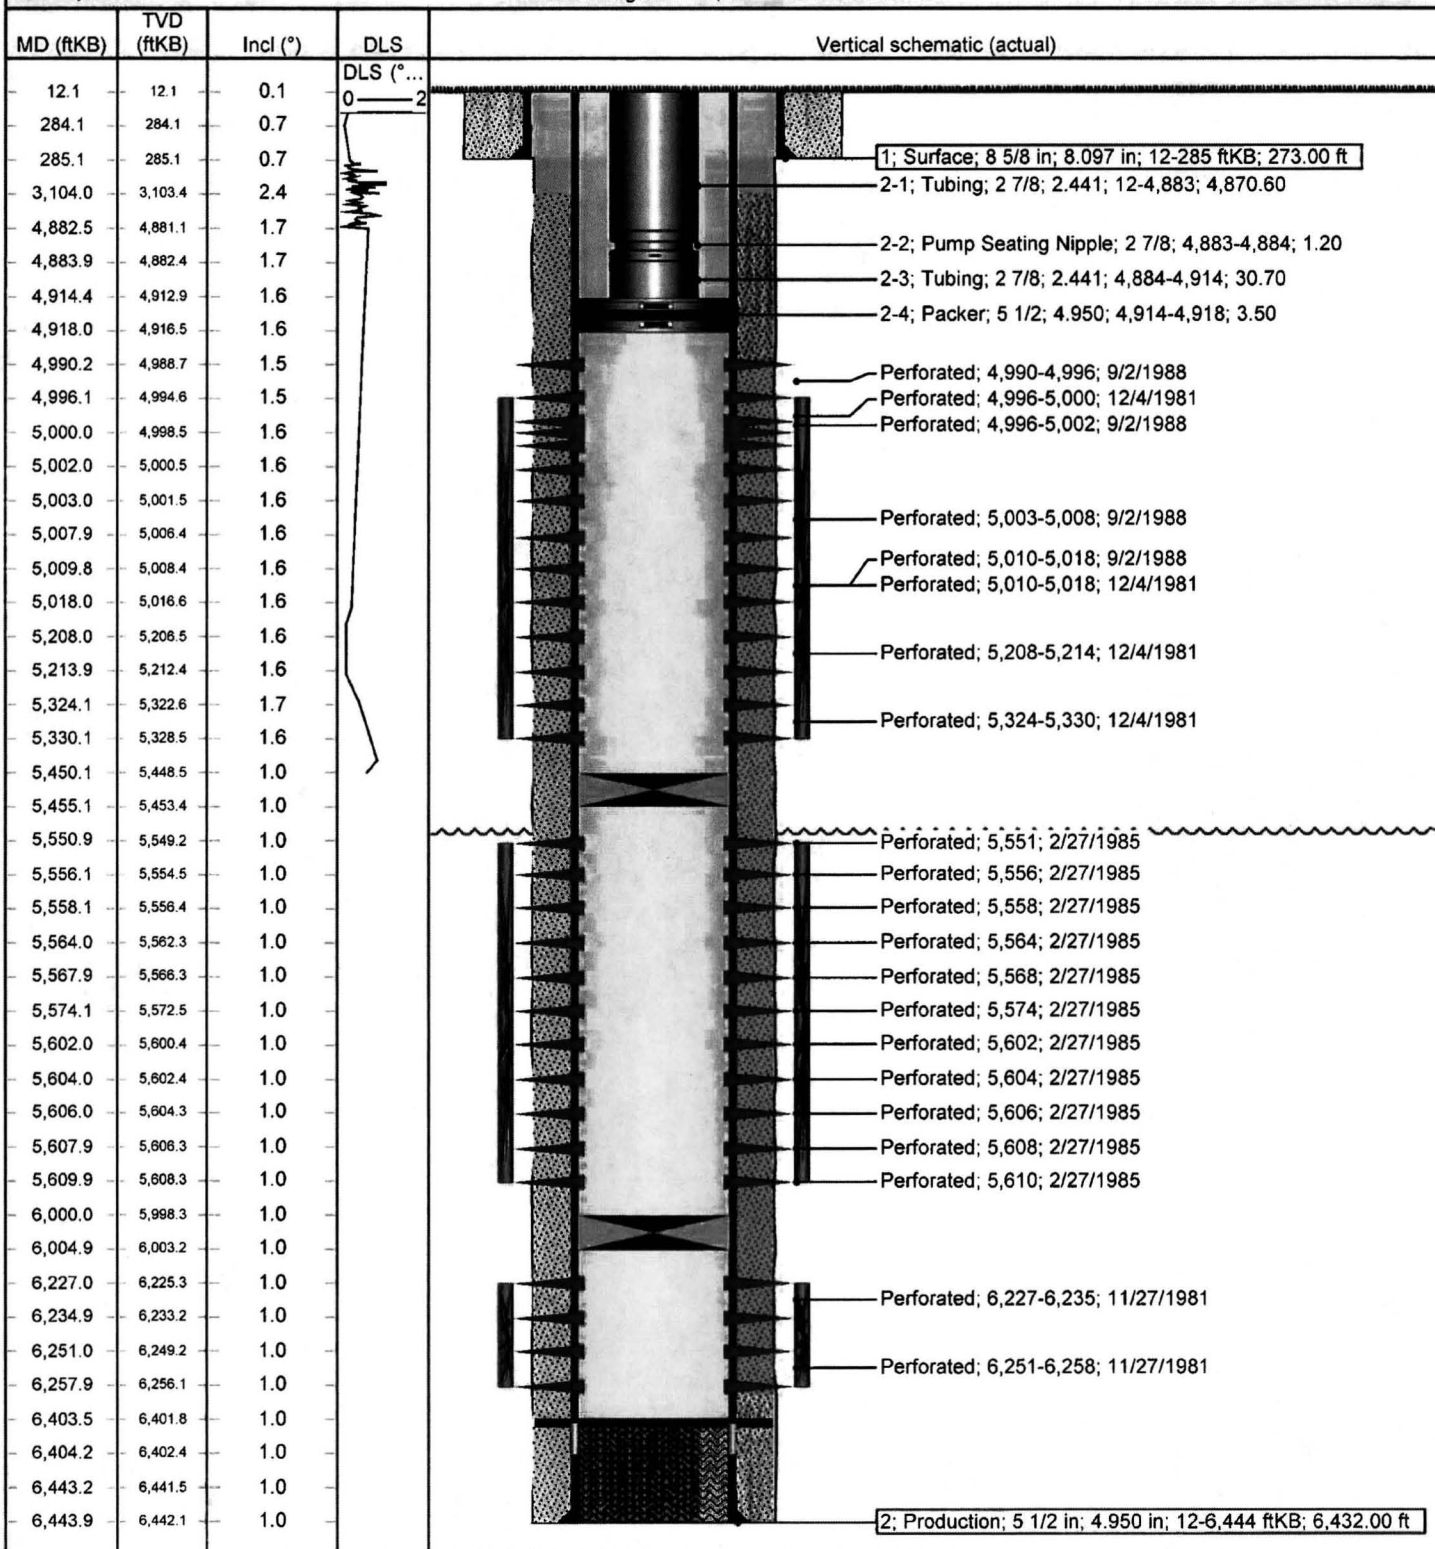 TVD
MD (ftKB) (ftKB) Incl (°) DLS Vertical schematic (actual)
DLS (°...
0 2
12.1 12.1 0.1
284.1 284.1 0.7
285.1 285.1 0.7 1; Surface; 8 5/8 in; 8.097 in; 12-285 ftKB; 273.00 ft
3,104.0 3,103.4 2.4 2-1; Tubing; 2 7/8; 2.441; 12-4,883; 4,870.60
4,882.5 4,881.1 1.7 2-2; Pump Seating Nipple; 2 7/8; 4,883-4,884; 1.20
4,883.9 4,882.4 1.7 2-3; Tubing; 2 7/8; 2.441; 4,884-4,914; 30.70
4,914.4 4,912.9 1.6 2-4; Packer; 5 1/2; 4.950; 4,914-4,918; 3.50
4,918.0 4,916.5 1.6
4,990.2 4,988.7 1.5 Perforated; 4,990-4,996; 9/2/1988
4,996.1 4,994.6 1.5 Perforated; 4,996-5,000; 12/4/1981
5,000.0 4,998.5 1.6 Perforated; 4,996-5,002; 9/2/1988
5,002.0 5,000.5 1.6
5,003.0 5,001.5 1.6 Perforated; 5,003-5,008; 9/2/1988
5,007.9 5,006.4 1.6
5,009.8 5,008.4 1.6 Perforated; 5,010-5,018; 9/2/1988
Perforated; 5,010-5,018; 12/4/1981
5,018.0 5,016.6 1.6
5,208.0 5,206.5 1.6 Perforated; 5,208-5,214; 12/4/1981
5,213.9 5,212.4 1.6
5,324.1 5,322.6 1.7 Perforated; 5,324-5,330; 12/4/1981
5,330.1 5,328.5 1.6
5,450.1 5,448.5 1.0
5,455.1 5,453.4 1.0
5,550.9 5,549.2 1.0 Perforated; 5,551; 2/27/1985
5,556.1 5,554.5 1.0 Perforated; 5,556; 2/27/1985
5,558.1 5,556.4 1.0 Perforated; 5,558; 2/27/1985
5,564.0 5,562.3 1.0 Perforated; 5,564; 2/27/1985
5,567.9 5,566.3 1.0 Perforated; 5,568; 2/27/1985
5,574.1 5,572.5 1.0 Perforated; 5,574; 2/27/1985
5,602.0 5,600.4 1.0 Perforated; 5,602; 2/27/1985
5,604.0 5,602.4 1.0 Perforated; 5,604; 2/27/1985
5,606.0 5,604.3 1.0 Perforated; 5,606; 2/27/1985
5,607.9 5,606.3 1.0 Perforated; 5,608; 2/27/1985
5,609.9 5,608.3 1.0 Perforated; 5,610; 2/27/1985
6,000.0 5,998.3 1.0
6,004.9 6,003.2 1.0
6,227.0 6,225.3 1.0 Perforated; 6,227-6,235; 11/27/1981
6,234.9 6,233.2 1.0
6,251.0 6,249.2 1.0 Perforated; 6,251-6,258; 11/27/1981
6,257.9 6,256.1 1.0
6,403.5 6,401.8 1.0
6,404.2 6,402.4 1.0
6,443.2 6,441.5 1.0
6,443.9 6,442.1 1.0 2; Production; 5 1/2 in; 4.950 in; 12-6,444 ftKB; 6,432.00 ft